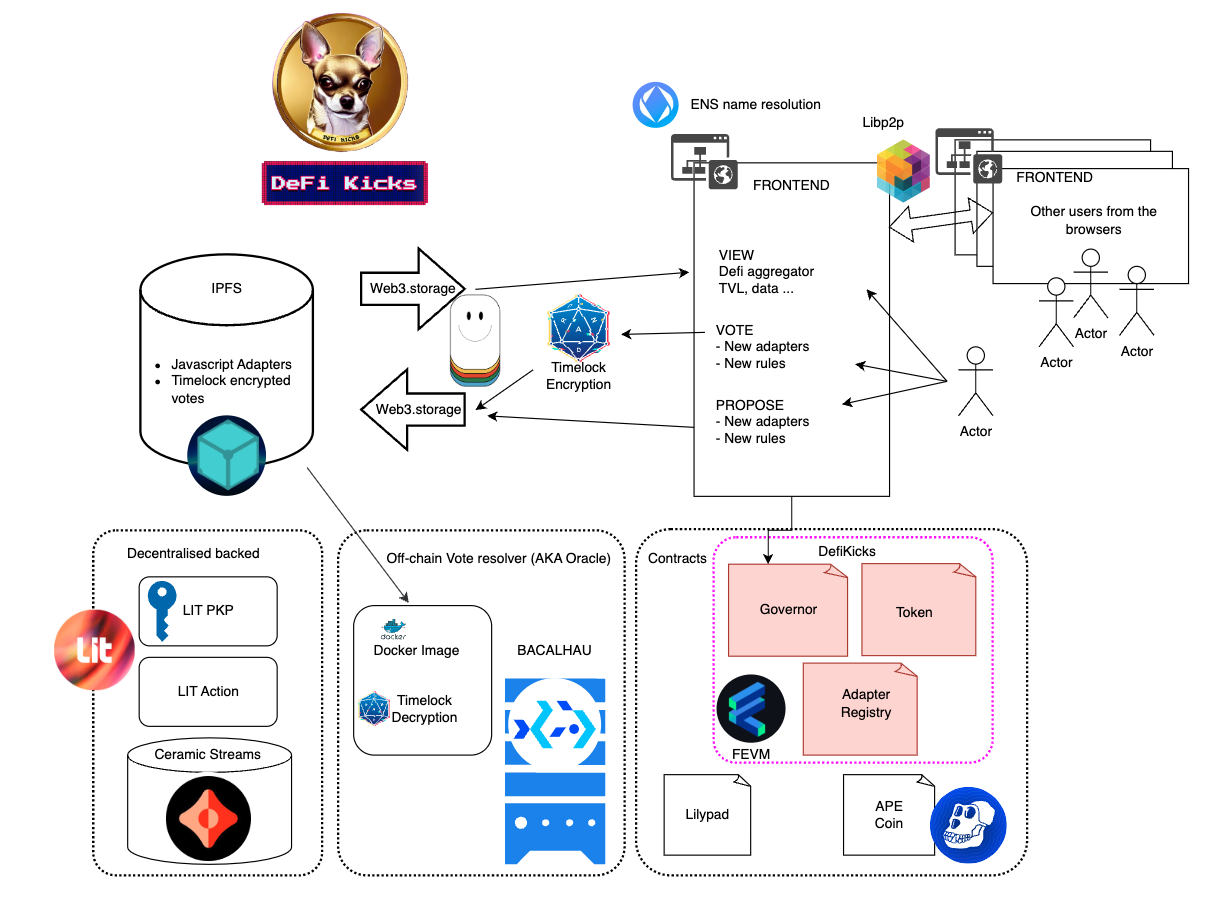 DEFI KICKS
DeFi Kicks
ENS name resolution
Libp2p
FRONTEND
FRONTEND
Other users from the
browsers
VIEW
Defi aggregator
TVL, data ...
VOTE
- New adapters
- New rules
PROPOSE
- New adapters
- New rules
Actor
Actor
Actor
Actor
IPFS
• Javascript Adapters
• Timelock encrypted
votes
Web3.storage
Timelock
Encryption
Web3.storage
Decentralised backed
LIT PKP
Lit
LIT Action
Ceramic Streams
Off-chain Vote resolver (AKA Oracle)
docker
Docker Image
Timelock
Decryption
BACALHAU
Contracts
DefiKicks
Governor
Token
Adapter
Registry
FEVM
Lilypad
APE
Coin